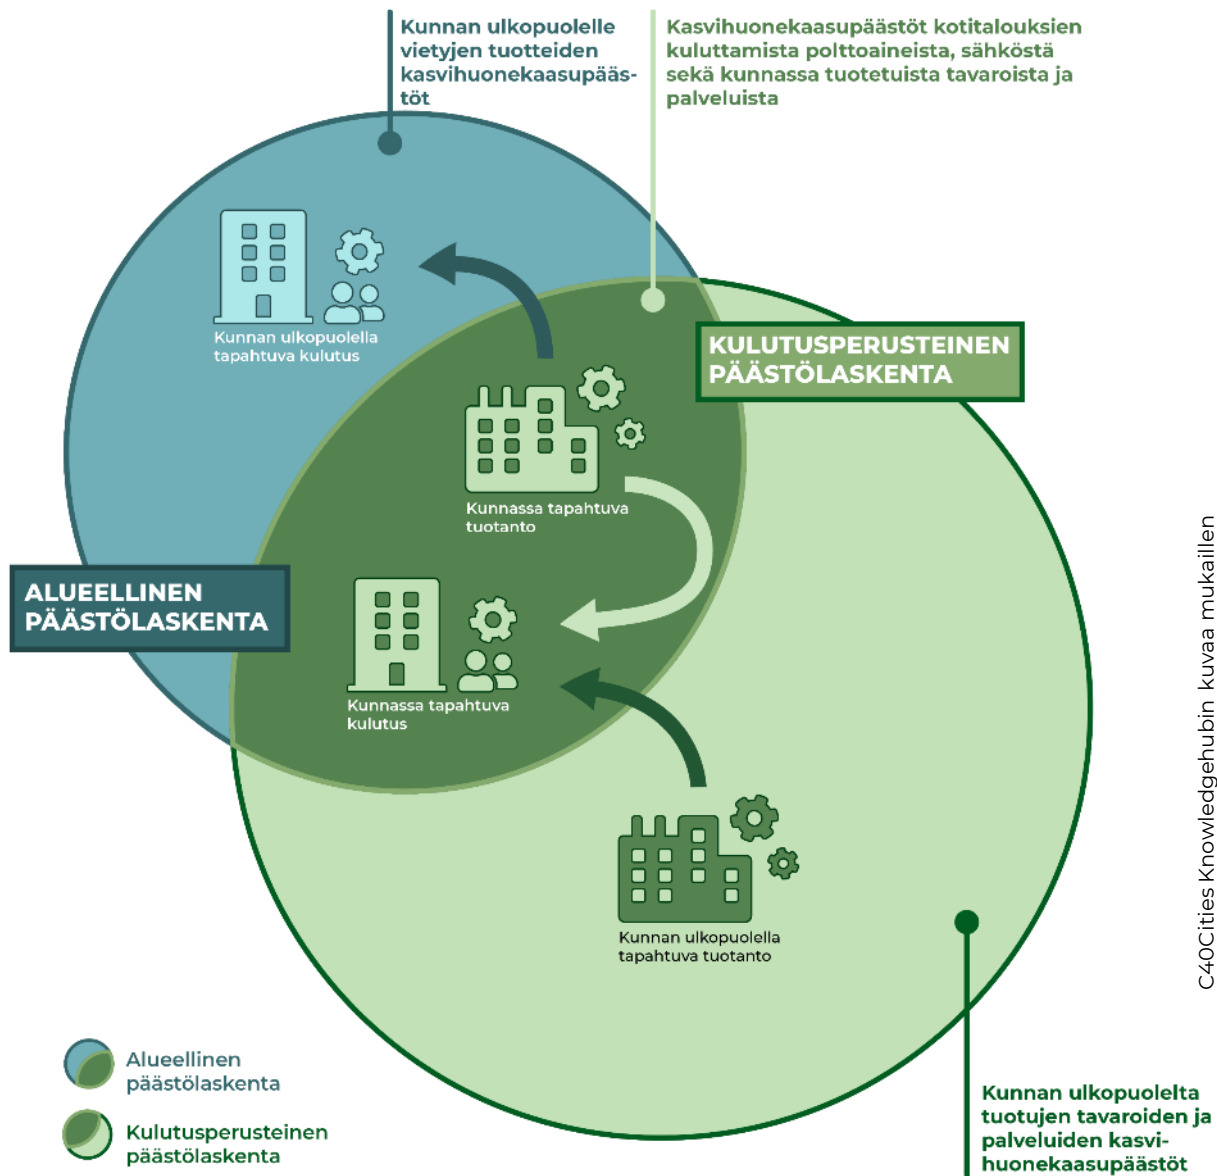 Kunnan ulkopuolelle
vietyjen tuotteiden
kasvihuonekaasupääs-
töt
Kasvihuonekaasupäästöt kotitalouksien
kuluttamista polttoaineista, sähköstä
sekä kunnassa tuotetuista tavaroista ja
palveluista
Kunnan ulkopuolella
tapahtuva kulutus
KULUTUSPERUSTEINEN
PÄÄSTÖLASKENTA
Kunnassa tapahtuva
tuotanto
ALUEELLINEN
PÄÄSTÖLASKENTA
Kunnassa tapahtuva
kulutus
Kunnan ulkopuolella
tapahtuva tuotanto
C40Cities Knowledgehubin kuvaa mukaillen
Alueellinen
päästölaskenta
Kulutusperusteinen
päästölaskenta
Kunnan ulkopuolelta
tuotujen tavaroiden ja
palveluiden kasvi-
huonekaasupäästöt